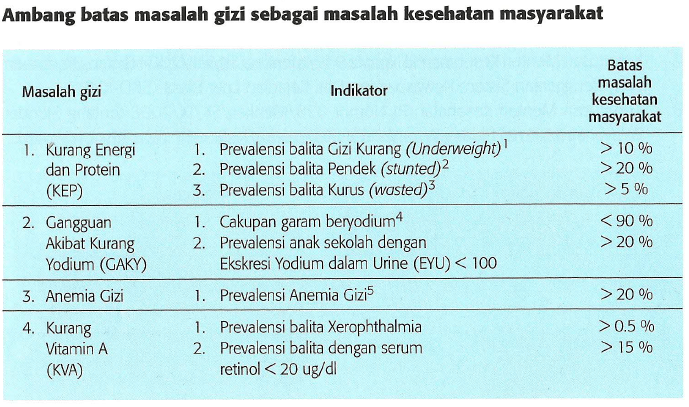 Ambang batas masalah gizi sebagai masalah kesehatan masyarakat
Masalah gizi Indikator Batas masalah kesehatan masyarakat
1. Kurang Energi dan Protein (KEP)
1. Prevalensi balita Gizi Kurang (Underweight)1 > 10 %
2. Prevalensi balita Pendek (stunted)2 > 20 %
3. Prevalensi balita Kurus (wasted)3 > 5 %
2. Gangguan Akibat Kurang Yodium (GAKY)
1. Cakupan garam beryodium4 < 90 %
2. Prevalensi anak sekolah dengan Ekskresi Yodium dalam Urine (EYU) < 100 > 20 %
3. Anemia Gizi 1. Prevalensi Anemia Gizi5 > 20 %
4. Kurang Vitamin A (KVA)
1. Prevalensi balita Xerophthalmia > 0.5 %
2. Prevalensi balita dengan serum retinol < 20 ug/dl > 15 %